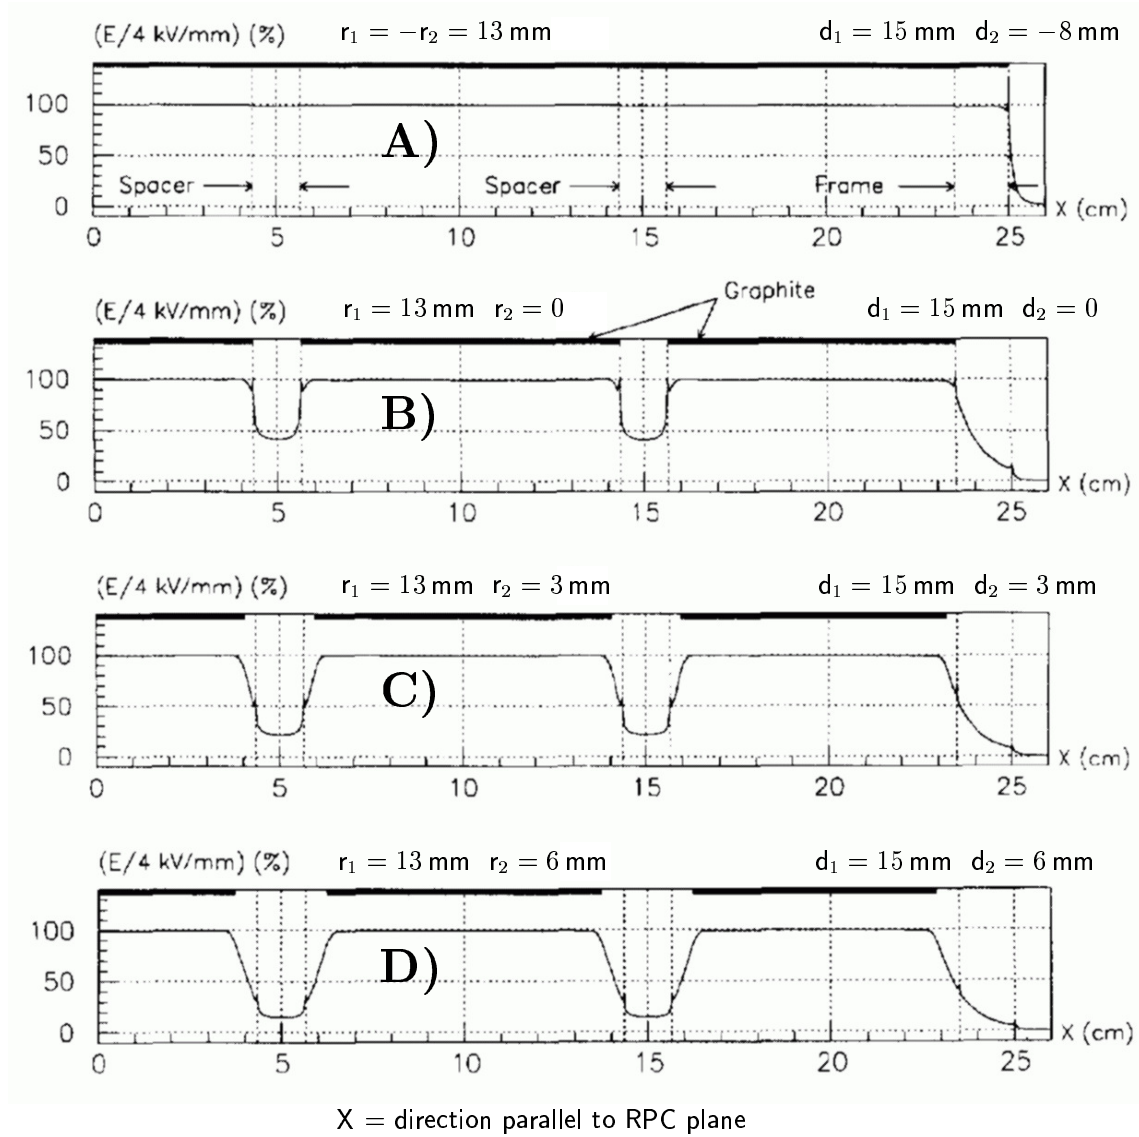 (E/4 kV/mm) (%) r₁ = −r₂ = 13 mm d₁ = 15 mm d₂ = −8 mm
100
A)
50
Spacer Spacer Frame
0 X (cm)
0 5 10 15 20 25
Graphite
(E/4 kV/mm) (%) r₁ = 13 mm r₂ = 0 d₁ = 15 mm d₂ = 0
100
B)
50
0 X (cm)
0 5 10 15 20 25
(E/4 kV/mm) (%) r₁ = 13 mm r₂ = 3 mm d₁ = 15 mm d₂ = 3 mm
100
C)
50
0 X (cm)
0 5 10 15 20 25
(E/4 kV/mm) (%) r₁ = 13 mm r₂ = 6 mm d₁ = 15 mm d₂ = 6 mm
100
D)
50
0 X (cm)
0 5 10 15 20 25
X = direction parallel to RPC plane